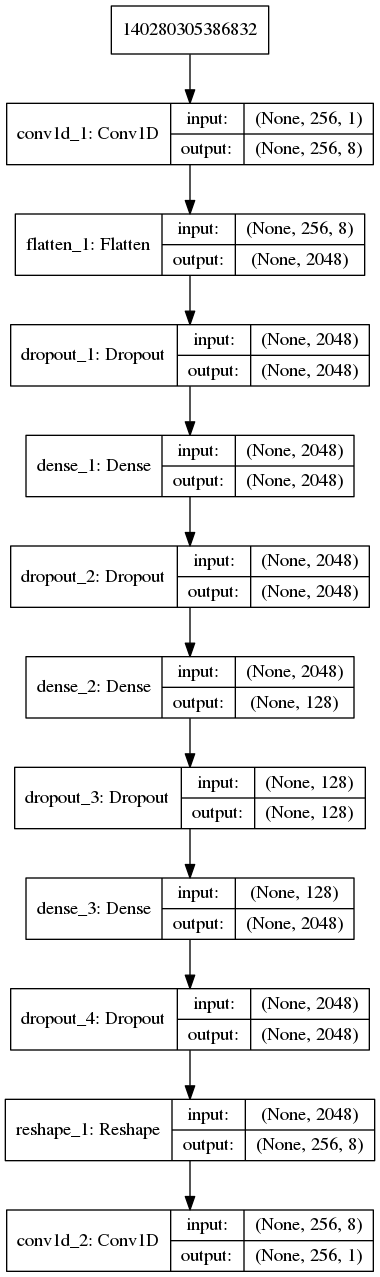 140280305386832
conv1d_1: Conv1D
input:
(None, 256, 1)
output:
(None, 256, 8)
flatten_1: Flatten
input:
(None, 256, 8)
output:
(None, 2048)
dropout_1: Dropout
input:
(None, 2048)
output:
(None, 2048)
dense_1: Dense
input:
(None, 2048)
output:
(None, 2048)
dropout_2: Dropout
input:
(None, 2048)
output:
(None, 2048)
dense_2: Dense
input:
(None, 2048)
output:
(None, 128)
dropout_3: Dropout
input:
(None, 128)
output:
(None, 128)
dense_3: Dense
input:
(None, 128)
output:
(None, 2048)
dropout_4: Dropout
input:
(None, 2048)
output:
(None, 2048)
reshape_1: Reshape
input:
(None, 2048)
output:
(None, 256, 8)
conv1d_2: Conv1D
input:
(None, 256, 8)
output:
(None, 256, 1)